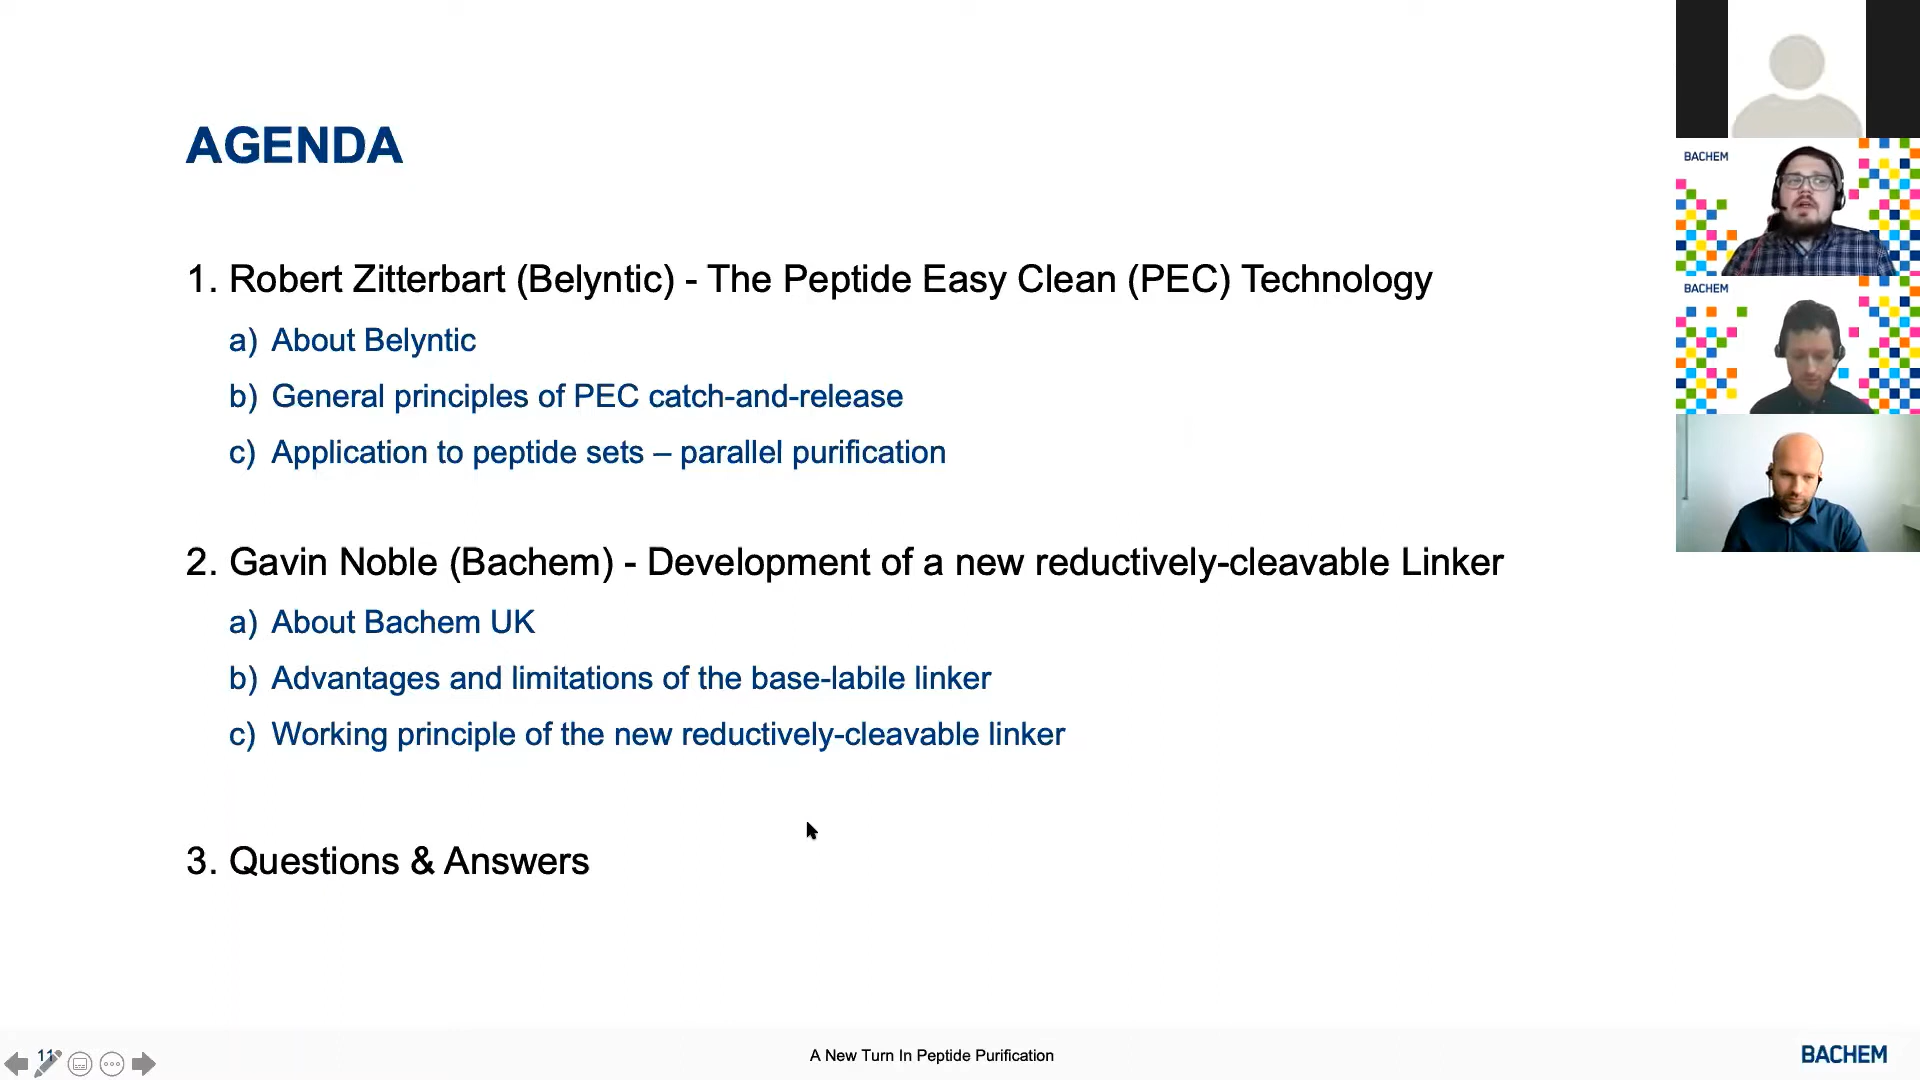 AGENDA
1. Robert Zitterbart (Belyntic) - The Peptide Easy Clean (PEC) Technology
a) About Belyntic
b) General principles of PEC catch-and-release
c) Application to peptide sets – parallel purification
2. Gavin Noble (Bachem) - Development of a new reductively-cleavable Linker
a) About Bachem UK
b) Advantages and limitations of the base-labile linker
c) Working principle of the new reductively-cleavable linker
3. Questions & Answers
BACHEM
BACHEM
11
A New Turn In Peptide Purification
BACHEM